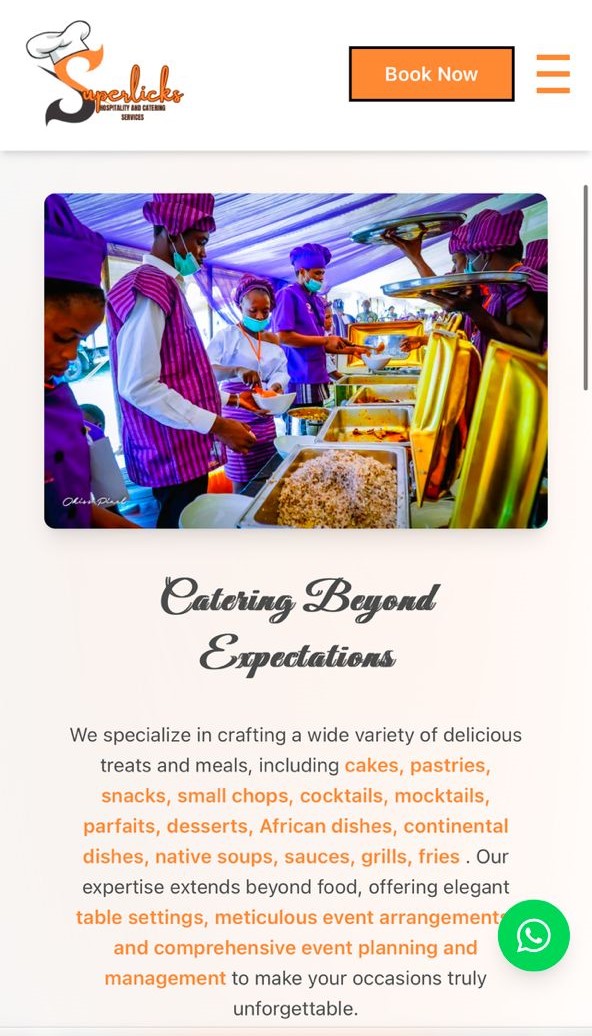 Superlicks
HOSPITALITY AND CATERING
SERVICES
Book Now
Catering Beyond
Expectations
We specialize in crafting a wide variety of delicious
treats and meals, including cakes, pastries,
snacks, small chops, cocktails, mocktails,
parfaits, desserts, African dishes, continental
dishes, native soups, sauces, grills, fries . Our
expertise extends beyond food, offering elegant
table settings, meticulous event arrangements
and comprehensive event planning and
management to make your occasions truly
unforgettable.